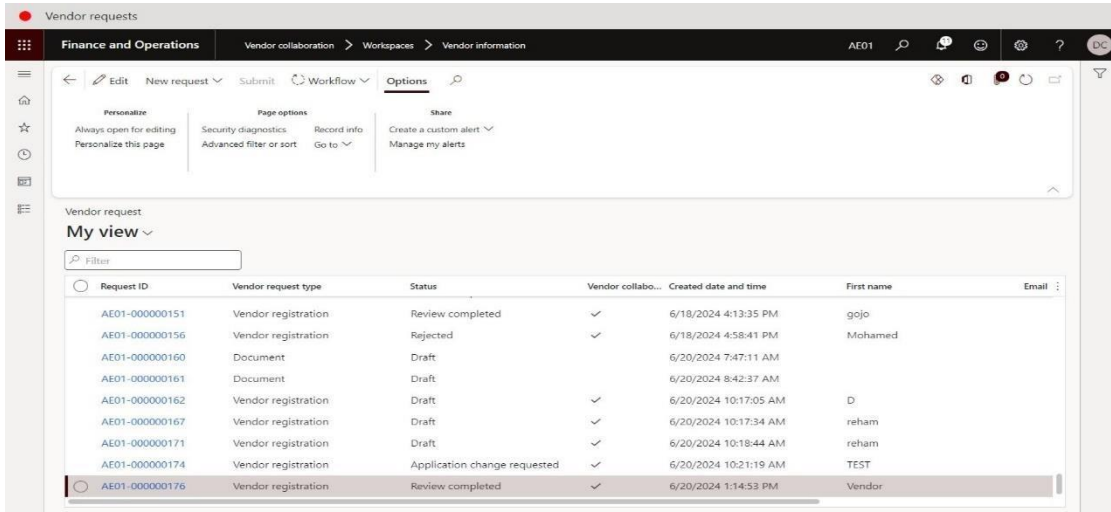 Vendor requests
Finance and Operations Vendor collaboration > Workspaces > Vendor information AE01 ? DC
Edit New request Submit Workflow Options
Personalize Page options Share
Always open for editing Security diagnostics Record info Create a custom alert
Personalize this page Advanced filter or sort Go to Manage my alerts
Vendor request
My view
Filter
Request ID Vendor request type Status Vendor collabo... Created date and time First name Email
AE01-000000151 Vendor registration Review completed 6/18/2024 4:13:35 PM gojo
AE01-000000156 Vendor registration Rejected 6/18/2024 4:58:41 PM Mohamed
AE01-000000160 Document Draft 6/20/2024 7:47:11 AM
AE01-000000161 Document Draft 6/20/2024 8:42:37 AM
AE01-000000162 Vendor registration Draft 6/20/2024 10:17:05 AM D
AE01-000000167 Vendor registration Draft 6/20/2024 10:17:34 AM reham
AE01-000000171 Vendor registration Draft 6/20/2024 10:18:44 AM reham
AE01-000000174 Vendor registration Application change requested 6/20/2024 10:21:19 AM TEST
AE01-000000176 Vendor registration Review completed 6/20/2024 1:14:53 PM Vendor